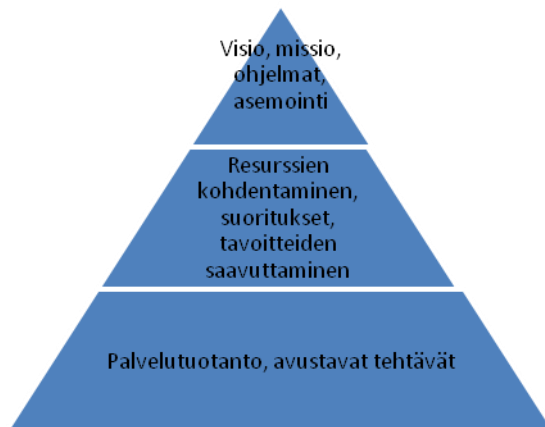 Visio, missio,
ohjelmat,
asemointi
Resurssien
kohdentaminen,
suoritukset,
tavoitteiden
saavuttaminen
Palvelutuotanto, avustavat tehtävät